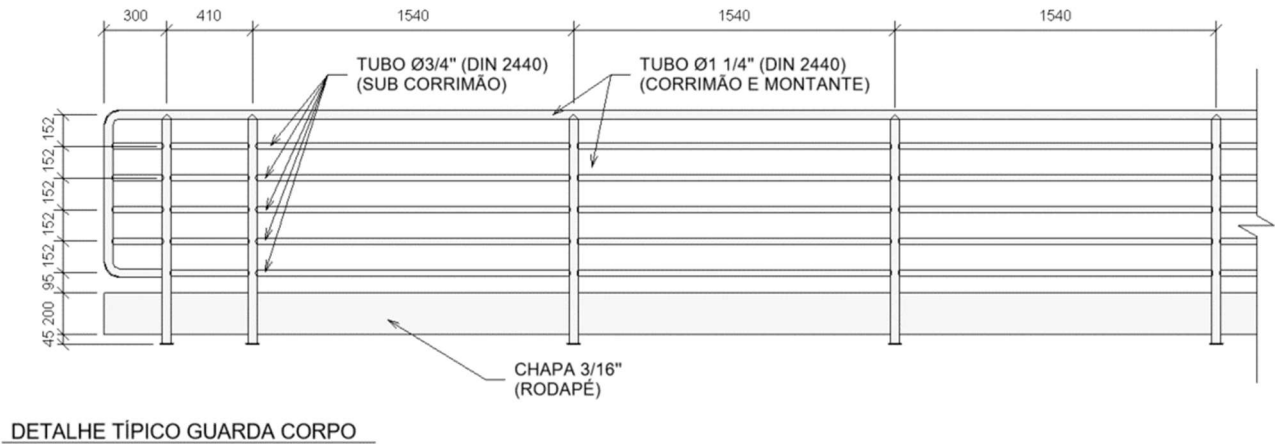 300
410
1540
1540
1540
TUBO Ø3/4" (DIN 2440)
(SUB CORRIMÃO)
TUBO Ø1 1/4" (DIN 2440)
(CORRIMÃO E MONTANTE)
152
152
152
152
152
95
200
45
CHAPA 3/16"
(RODAPÉ)
DETALHE TÍPICO GUARDA CORPO